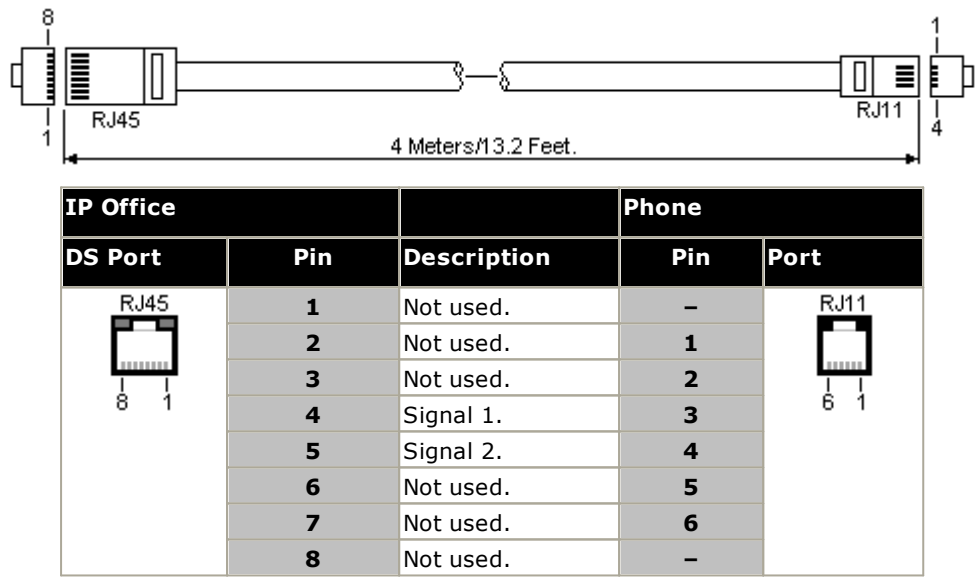 8
1
RJ45
RJ11
1
4
4 Meters/13.2 Feet.
IP Office Phone
DS Port Pin Description Pin Port
RJ45
8 1
1 Not used. –
2 Not used. 1
3 Not used. 2
4 Signal 1. 3
5 Signal 2. 4
6 Not used. 5
7 Not used. 6
8 Not used. –
RJ11
6 1